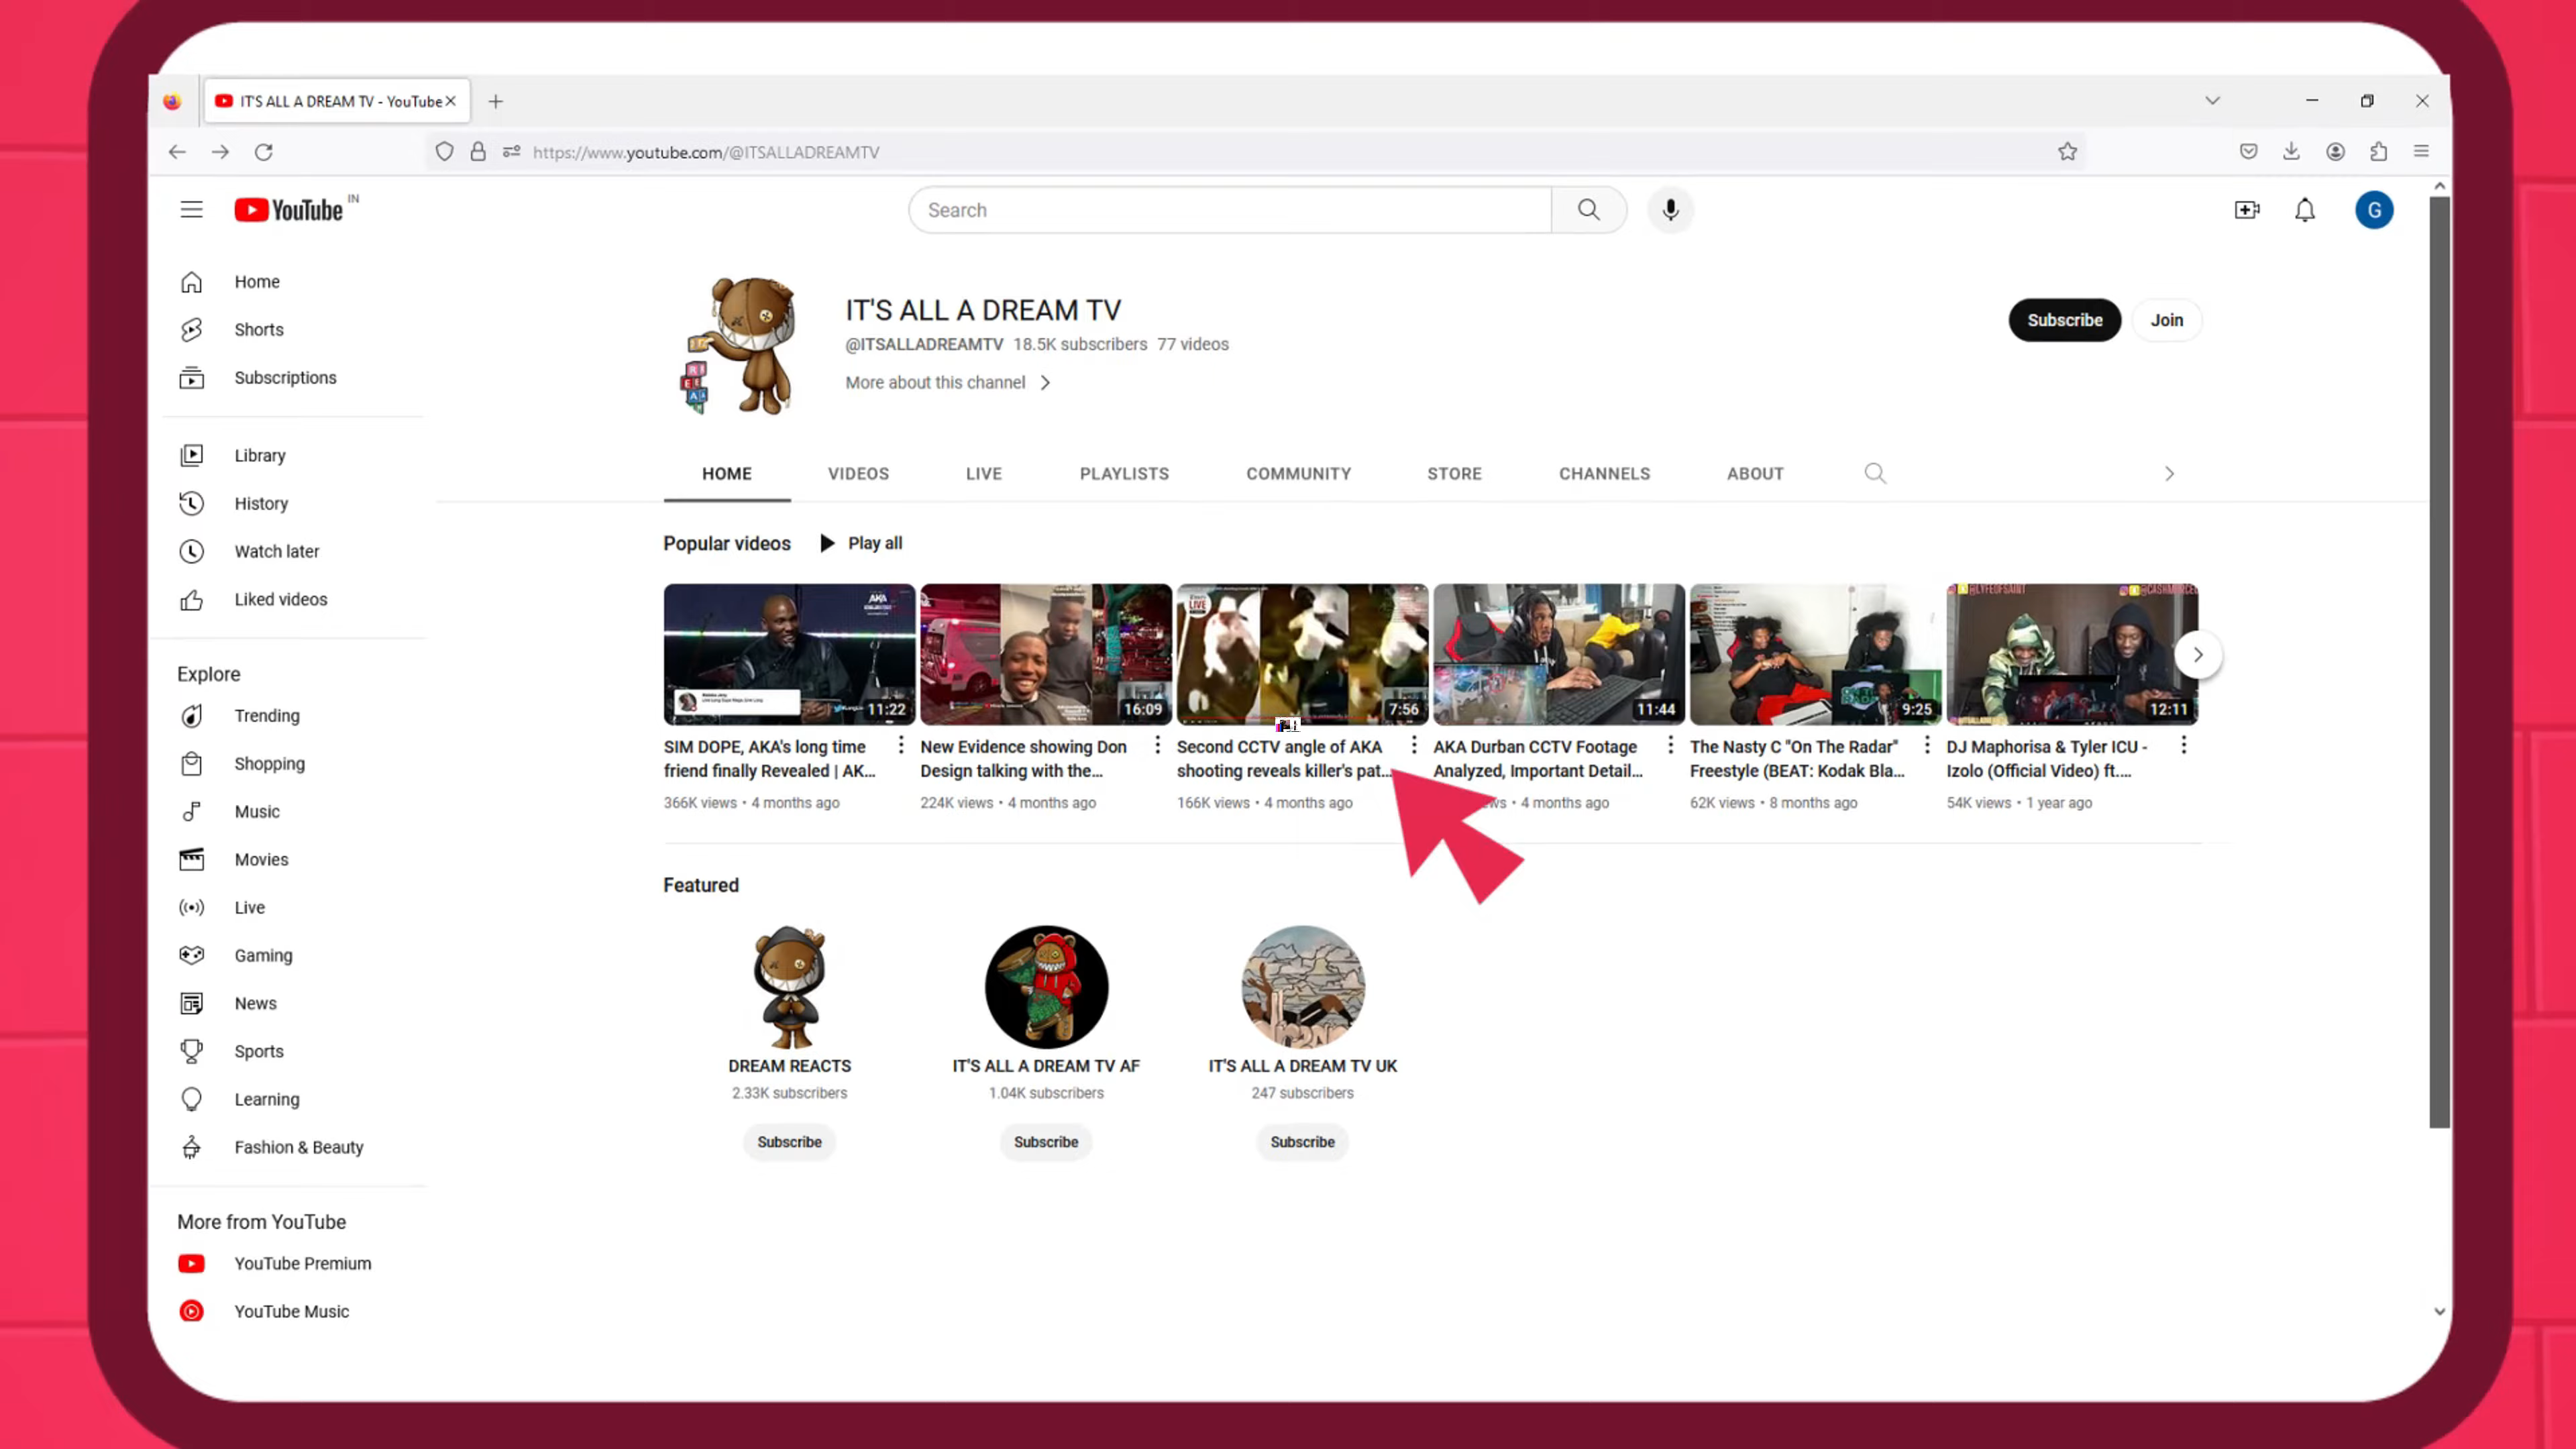 IT'S ALL A DREAM TV - YouTube
https://www.youtube.com/@ITSALLADREAMTV
YouTube IN
Search
G
Home
Shorts
Subscriptions
Library
History
Watch later
Liked videos
Explore
Trending
Shopping
Music
Movies
Live
Gaming
News
Sports
Learning
Fashion & Beauty
More from YouTube
YouTube Premium
YouTube Music
IT'S ALL A DREAM TV
@ITSALLADREAMTV 18.5K subscribers 77 videos
More about this channel
Subscribe
Join
HOME VIDEOS LIVE PLAYLISTS COMMUNITY STORE CHANNELS ABOUT
Popular videos Play all
AKA
11:22
SIM DOPE, AKA's long time
friend finally Revealed | AK...
366K views • 4 months ago
16:09
New Evidence showing Don
Design talking with the...
224K views • 4 months ago
LIVE
7:56
Second CCTV angle of AKA
shooting reveals killer's pat...
166K views • 4 months ago
11:44
AKA Durban CCTV Footage
Analyzed, Important Detail...
• 4 months ago
9:25
The Nasty C "On The Radar"
Freestyle (BEAT: Kodak Bla...
62K views • 8 months ago
@LYFEOFSAINT
12:11
DJ Maphorisa & Tyler ICU -
Izolo (Official Video) ft....
54K views • 1 year ago
Featured
DREAM REACTS
2.33K subscribers
Subscribe
IT'S ALL A DREAM TV AF
1.04K subscribers
Subscribe
IT'S ALL A DREAM TV UK
247 subscribers
Subscribe